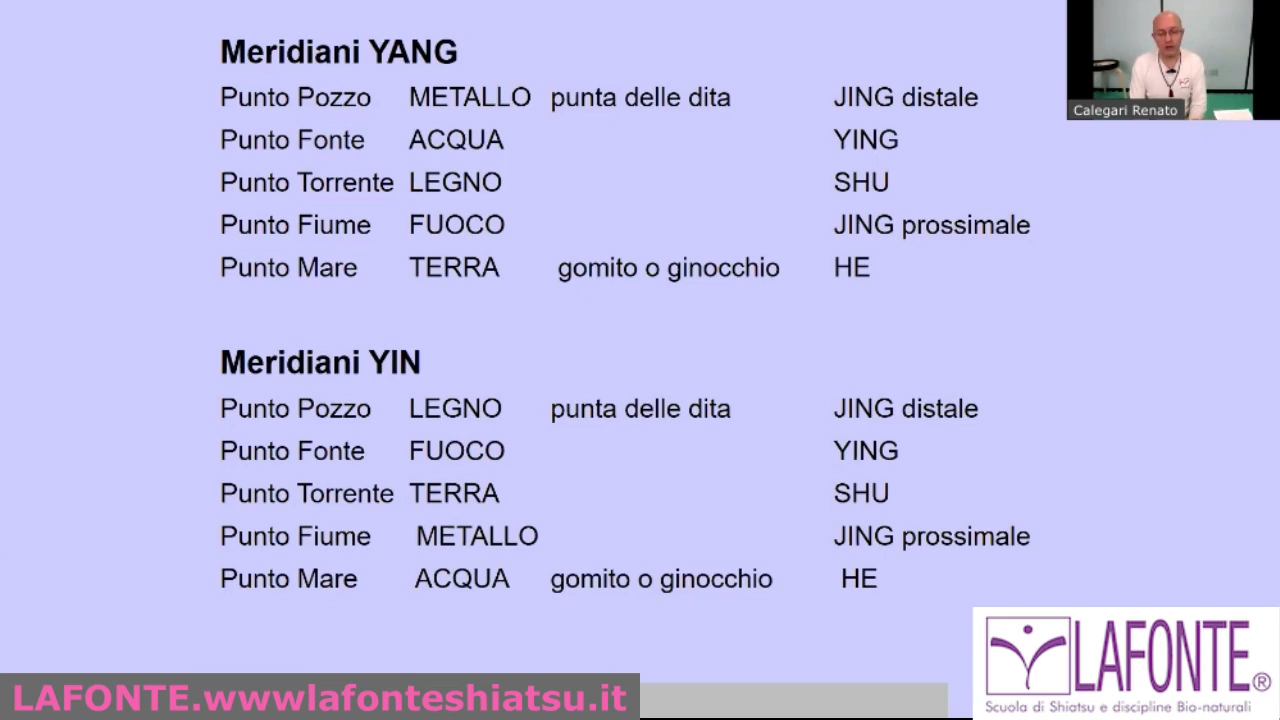 Meridiani YANG
Punto Pozzo METALLO punta delle dita JING distale
Punto Fonte ACQUA YING
Punto Torrente LEGNO SHU
Punto Fiume FUOCO JING prossimale
Punto Mare TERRA gomito o ginocchio HE
Meridiani YIN
Punto Pozzo LEGNO punta delle dita JING distale
Punto Fonte FUOCO YING
Punto Torrente TERRA SHU
Punto Fiume METALLO JING prossimale
Punto Mare ACQUA gomito o ginocchio HE
Calegari Renato
LAFONTE®
Scuola di Shiatsu e discipline Bio-naturali
LAFONTE.wwwlafonteshiatsu.it